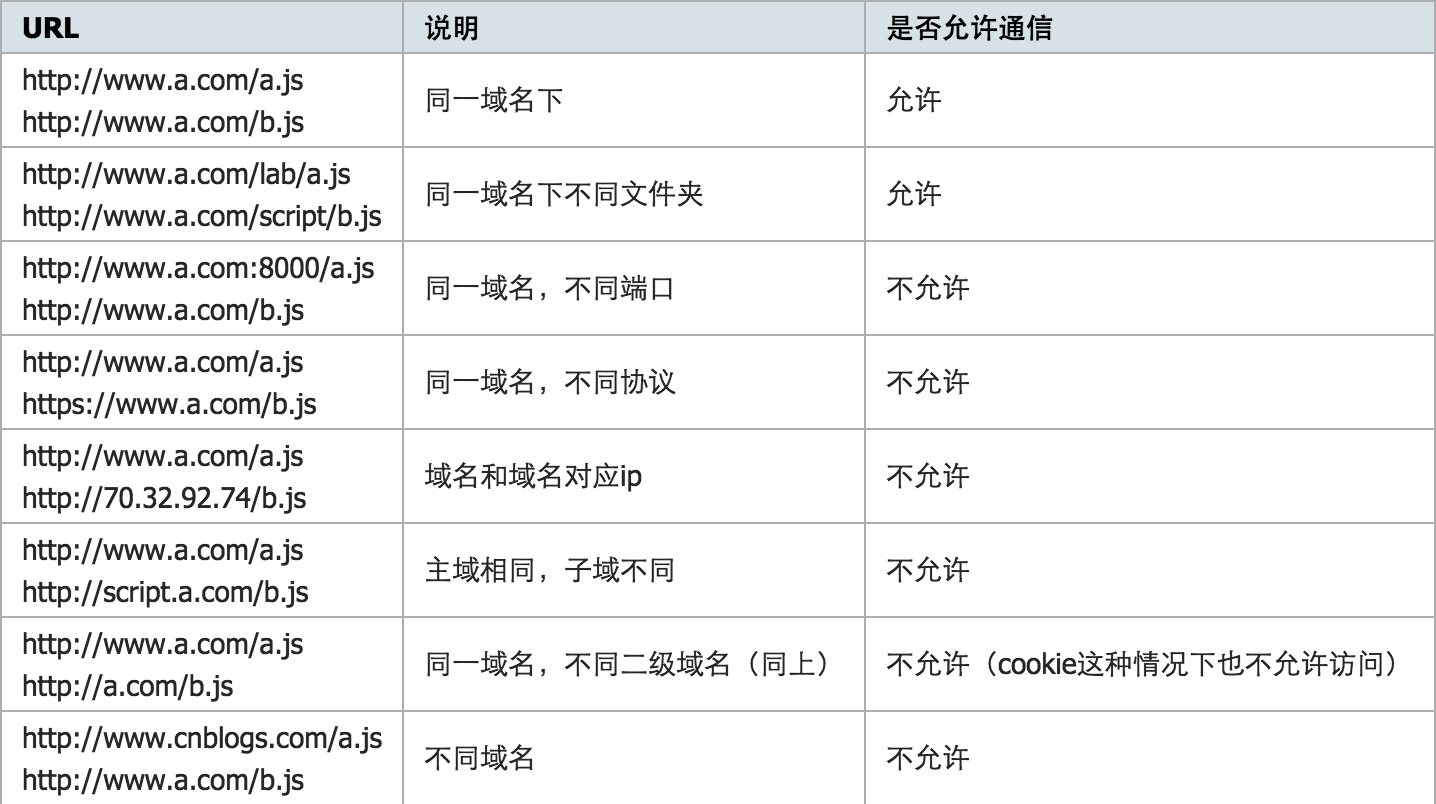 URL 说明 是否允许通信
http://www.a.com/a.js
http://www.a.com/b.js
同一域名下
允许
http://www.a.com/lab/a.js
http://www.a.com/script/b.js
同一域名下不同文件夹
允许
http://www.a.com:8000/a.js
http://www.a.com/b.js
同一域名，不同端口
不允许
http://www.a.com/a.js
https://www.a.com/b.js
同一域名，不同协议
不允许
http://www.a.com/a.js
http://70.32.92.74/b.js
域名和域名对应ip
不允许
http://www.a.com/a.js
http://script.a.com/b.js
主域相同，子域不同
不允许
http://www.a.com/a.js
http://a.com/b.js
同一域名，不同二级域名（同上）
不允许（cookie这种情况下也不允许访问）
http://www.cnblogs.com/a.js
http://www.a.com/b.js
不同域名
不允许